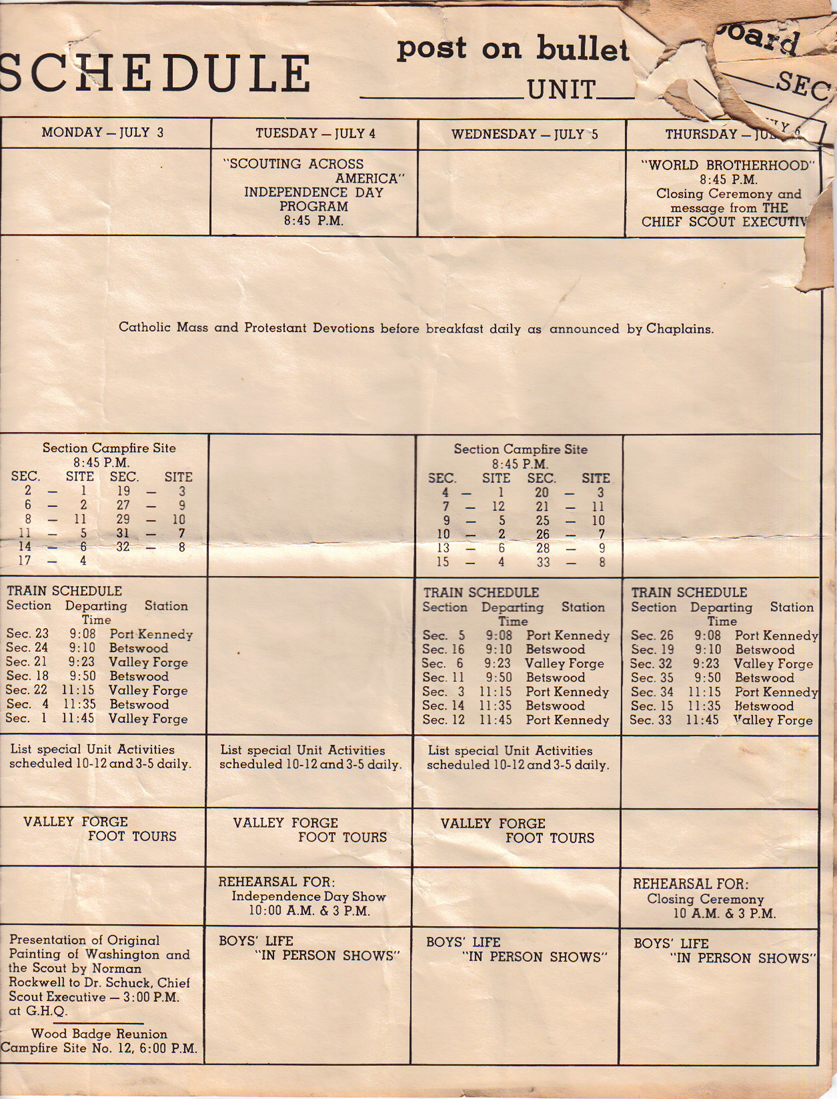 SCHEDULE
post on bullet
board
UNIT
SEC
MONDAY — JULY 3
TUESDAY — JULY 4
WEDNESDAY — JULY 5
THURSDAY —
"SCOUTING ACROSS
AMERICA"
INDEPENDENCE DAY
PROGRAM
8:45 P.M.
"WORLD BROTHERHOOD"
8:45 P.M.
Closing Ceremony and
message from THE
CHIEF SCOUT EXECUTIV
Catholic Mass and Protestant Devotions before breakfast daily as announced by Chaplains.
Section Campfire Site
8:45 P.M.
SEC. SITE SEC. SITE
2 — 1 19 — 3
6 — 2 27 — 9
8 — 11 29 — 10
11 — 5 31 — 7
14 — 6 32 — 8
17 — 4
Section Campfire Site
8:45 P.M.
SEC. SITE SEC. SITE
4 — 1 20 — 3
7 — 12 21 — 11
9 — 5 25 — 10
10 — 2 26 — 7
13 — 6 28 — 9
15 — 4 33 — 8
TRAIN SCHEDULE
Section Departing Station
Time
Sec. 23 9:08 Port Kennedy
Sec. 24 9:10 Betswood
Sec. 21 9:23 Valley Forge
Sec. 18 9:50 Betswood
Sec. 22 11:15 Valley Forge
Sec. 4 11:35 Betswood
Sec. 1 11:45 Valley Forge
TRAIN SCHEDULE
Section Departing Station
Time
Sec. 5 9:08 Port Kennedy
Sec. 16 9:10 Betswood
Sec. 6 9:23 Valley Forge
Sec. 11 9:50 Betswood
Sec. 3 11:15 Port Kennedy
Sec. 14 11:35 Betswood
Sec. 12 11:45 Port Kennedy
TRAIN SCHEDULE
Section Departing Station
Time
Sec. 26 9:08 Port Kennedy
Sec. 19 9:10 Betswood
Sec. 32 9:23 Valley Forge
Sec. 35 9:50 Betswood
Sec. 34 11:15 Port Kennedy
Sec. 15 11:35 Betswood
Sec. 33 11:45 Valley Forge
List special Unit Activities
scheduled 10-12 and 3-5 daily.
List special Unit Activities
scheduled 10-12 and 3-5 daily.
List special Unit Activities
scheduled 10-12 and 3-5 daily.
VALLEY FORGE
FOOT TOURS
VALLEY FORGE
FOOT TOURS
VALLEY FORGE
FOOT TOURS
REHEARSAL FOR:
Independence Day Show
10:00 A.M. & 3 P.M.
REHEARSAL FOR:
Closing Ceremony
10 A.M. & 3 P.M.
Presentation of Original
Painting of Washington and
the Scout by Norman
Rockwell to Dr. Schuck, Chief
Scout Executive — 3:00 P.M.
at G.H.Q.
Wood Badge Reunion
Campfire Site No. 12, 6:00 P.M.
BOYS' LIFE
"IN PERSON SHOWS"
BOYS' LIFE
"IN PERSON SHOWS"
BOYS' LIFE
"IN PERSON SHOWS"